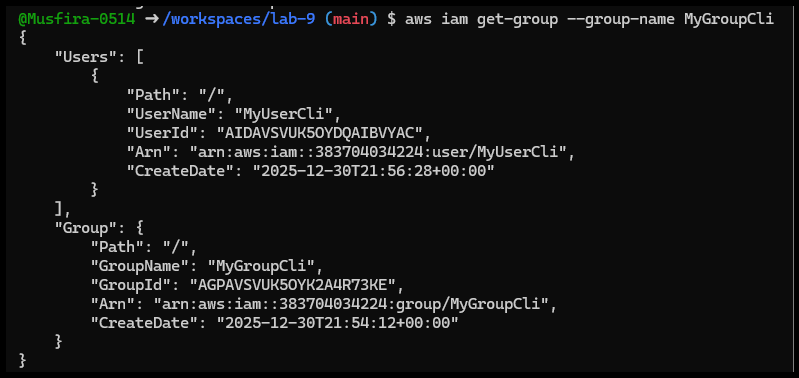 @Musfira-0514 ➜ /workspaces/lab-9 (main) $ aws iam get-group --group-name MyGroupCli
{
    "Users": [
        {
            "Path": "/",
            "UserName": "MyUserCli",
            "UserId": "AIDAVSVUK5OYDQAIBVYAC",
            "Arn": "arn:aws:iam::383704034224:user/MyUserCli",
            "CreateDate": "2025-12-30T21:56:28+00:00"
        }
    ],
    "Group": {
        "Path": "/",
        "GroupName": "MyGroupCli",
        "GroupId": "AGPAVSVUK5OYK2A4R73KE",
        "Arn": "arn:aws:iam::383704034224:group/MyGroupCli",
        "CreateDate": "2025-12-30T21:54:12+00:00"
    }
}